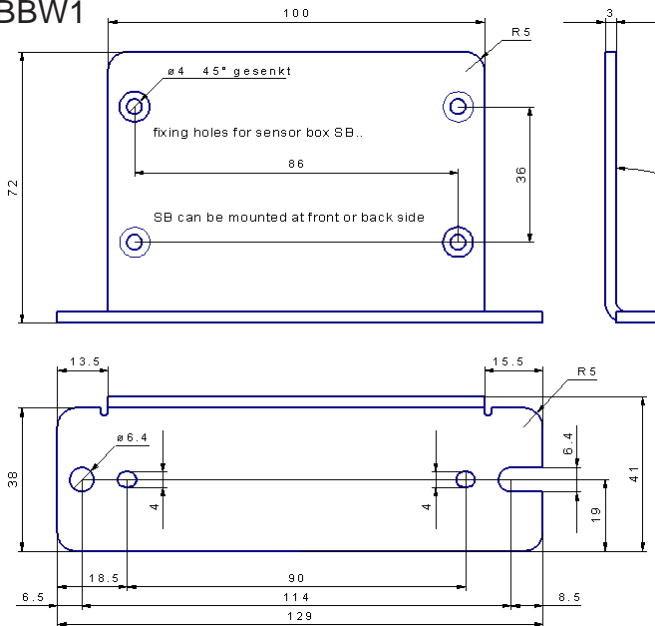 BBW1
100
3
R5
ø4 45° gesenkt
fixing holes for sensor box SB..
86
36
72
SB can be mounted at front or back side
13.5
15.5
R5
ø6.4
6.4
38
4
4
19
41
18.5
90
6.5
114
8.5
129